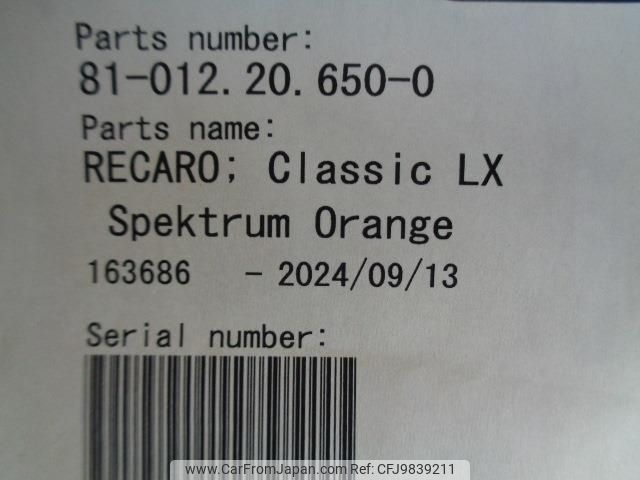 Parts number:
81-012.20.650-0
Parts name:
RECARO; Classic LX
Spektrum Orange
163686 - 2024/09/13
Serial number:
www.CarFromJapan.com | CFJ9839211